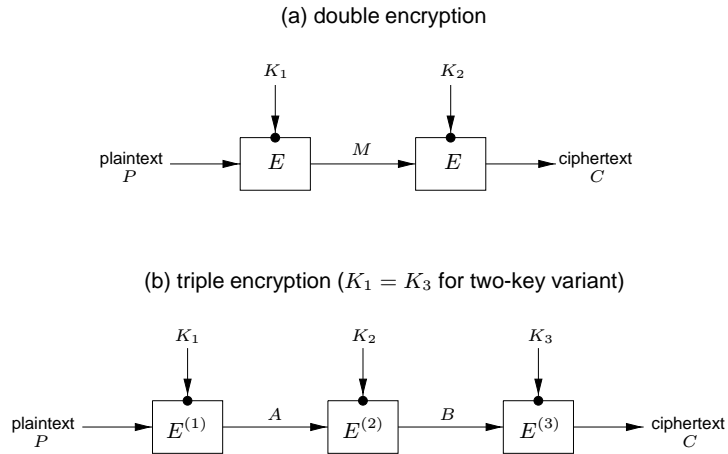 (a) double encryption
K₁ K₂
plaintext E M E ciphertext
P C
(b) triple encryption (K₁ = K₃ for two-key variant)
K₁ K₂ K₃
plaintext E⁽¹⁾ A E⁽²⁾ B E⁽³⁾ ciphertext
P C